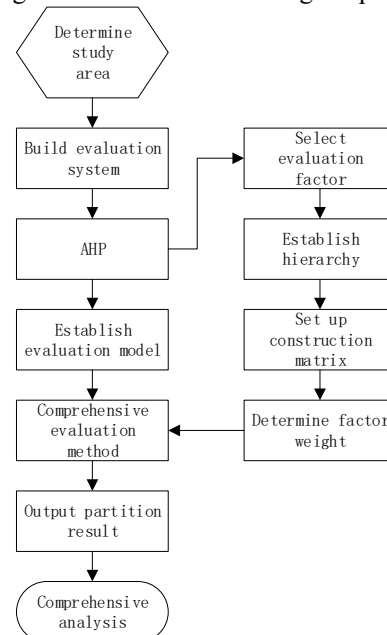 Determine
study
area
Build evaluation
system
AHP
Establish
evaluation model
Comprehensive
evaluation
method
Output partition
result
Comprehensive
analysis
Select
evaluation
factor
Establish
hierarchy
Set up
construction
matrix
Determine factor
weight